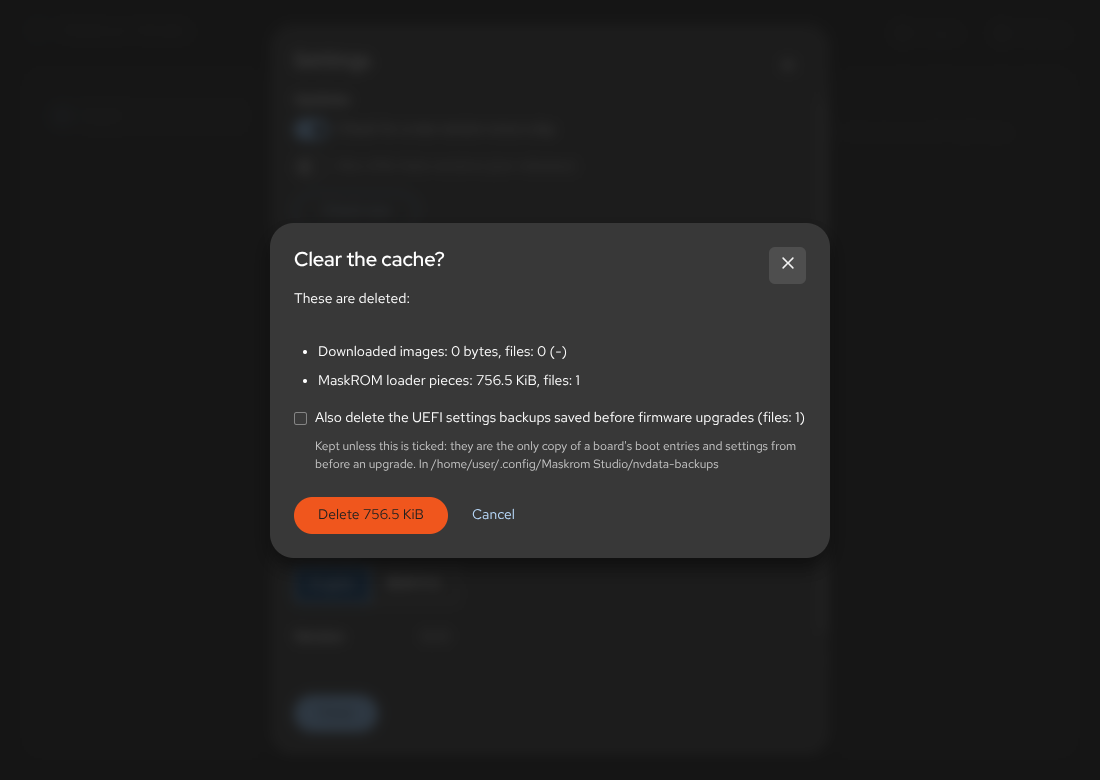 Clear the cache?
These are deleted:
Downloaded images: 0 bytes, files: 0 (-)
MaskROM loader pieces: 756.5 KiB, files: 1
Also delete the UEFI settings backups saved before firmware upgrades (files: 1)
Kept unless this is ticked: they are the only copy of a board's boot entries and settings from
before an upgrade. In /home/user/.config/Maskrom Studio/nvdata-backups
Delete 756.5 KiB
Cancel